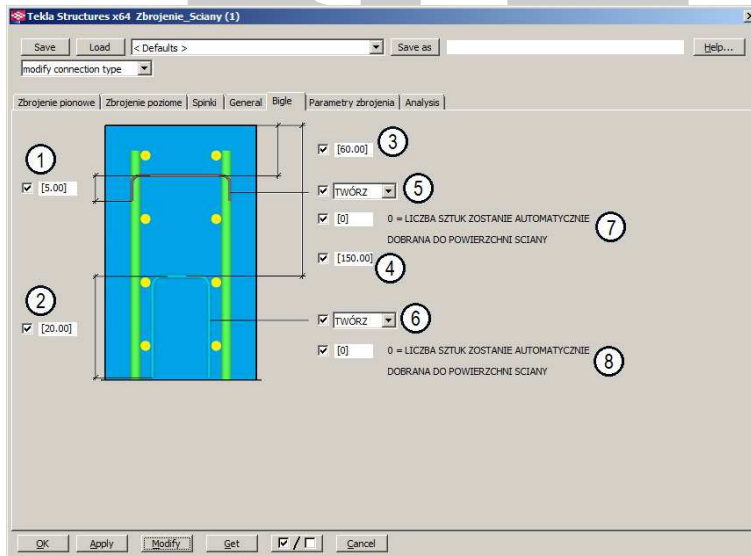 Tekla Structures x64 Zbrojenie_Sciany (1)
Save Load < Defaults > Save as Help...
modify connection type
Zbrojenie pionowe Zbrojenie poziome Spinki General Bigle Parametry zbrojenia Analysis
1
[5.00]
2
[20.00]
[60.00] 3
TWÓRZ 5
[0] 0 = LICZBA SZTUK ZOSTANIE AUTOMATYCZNIE
DOBRANA DO POWIERZCHNI SCIANY 7
[150.00] 4
TWÓRZ 6
[0] 0 = LICZBA SZTUK ZOSTANIE AUTOMATYCZNIE
DOBRANA DO POWIERZCHNI SCIANY 8
OK Apply Modify Get / Cancel